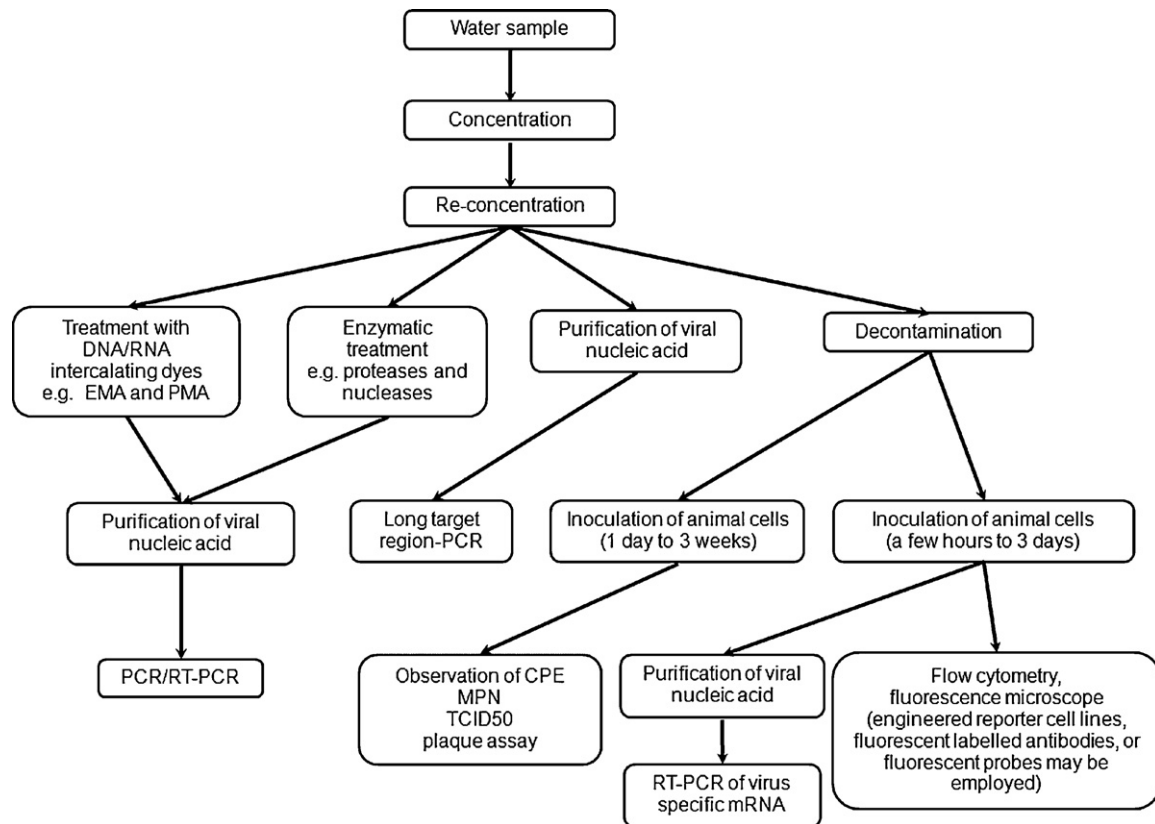 Water sample
Concentration
Re-concentration
Treatment with
DNA/RNA
intercalating dyes
e.g. EMA and PMA
Enzymatic
treatment
e.g. proteases and
nucleases
Purification of viral
nucleic acid
Decontamination
Purification of viral
nucleic acid
Long target
region-PCR
Inoculation of animal cells
(1 day to 3 weeks)
Inoculation of animal cells
(a few hours to 3 days)
PCR/RT-PCR
Observation of CPE
MPN
TCID50
plaque assay
Purification of viral
nucleic acid
Flow cytometry,
fluorescence microscope
(engineered reporter cell lines,
fluorescent labelled antibodies, or
fluorescent probes may be
employed)
RT-PCR of virus
specific mRNA